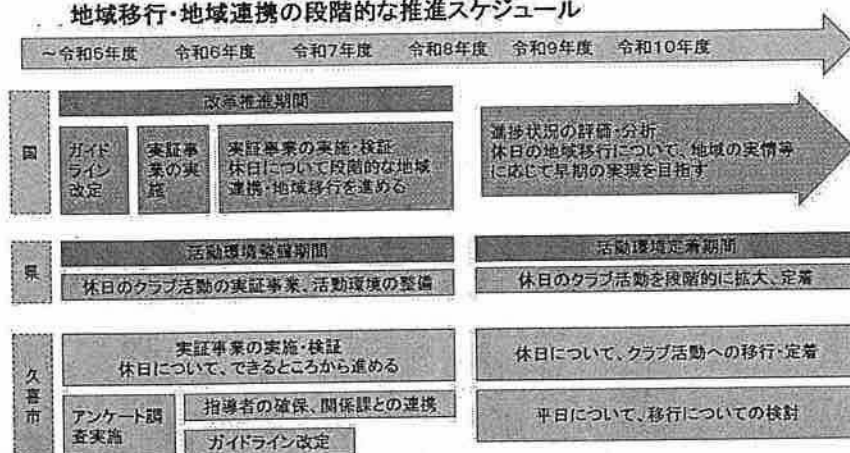 地域移行・地域連携の段階的な推進スケジュール
～令和5年度 令和6年度 令和7年度 令和8年度 令和9年度 令和10年度
国
改革推進期間
ガイド
ライン
改定
実証事
業の実
施
実証事業の実施・検証
休日について段階的な地域
連携・地域移行を進める
進捗状況の評価・分析
休日の地域移行について、地域の実情等
に応じて早期の実現を目指す
県
活動環境整備期間
休日のクラブ活動の実証事業、活動環境の整備
活動環境定着期間
休日のクラブ活動を段階的に拡大、定着
久喜市
実証事業の実施・検証
休日について、できるところから進める
アンケート調
査実施
指導者の確保、関係課との連携
ガイドライン改定
休日について、クラブ活動への移行・定着
平日について、移行についての検討